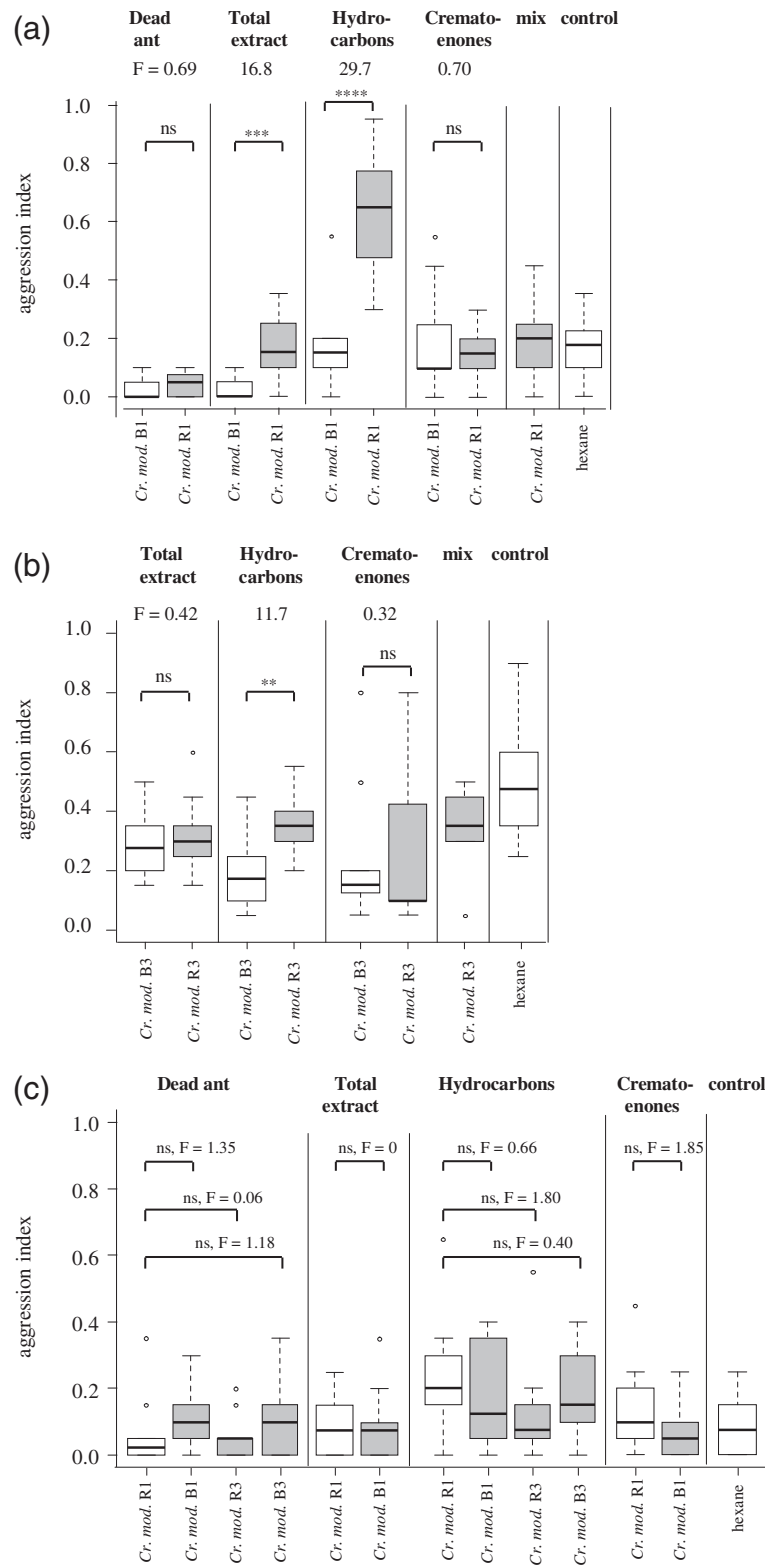 (a)
Dead ant Total extract Hydro-carbons Cremato-enones mix control
F = 0.69 16.8 29.7 0.70
ns *** **** ns
aggression index
1.0
0.8
0.6
0.4
0.2
0.0
Cr. mod. B1 Cr. mod. R1 Cr. mod. B1 Cr. mod. R1 Cr. mod. B1 Cr. mod. R1 Cr. mod. B1 Cr. mod. R1 Cr. mod. R1 hexane
(b)
Total extract Hydro-carbons Cremato-enones mix control
F = 0.42 11.7 0.32
ns ** ns
aggression index
1.0
0.8
0.6
0.4
0.2
0.0
Cr. mod. B3 Cr. mod. R3 Cr. mod. B3 Cr. mod. R3 Cr. mod. B3 Cr. mod. R3 Cr. mod. R3 hexane
(c)
Dead ant Total extract Hydrocarbons Cremato-enones control
ns, F = 1.35 ns, F = 0 ns, F = 0.66 ns, F = 1.85
ns, F = 0.06 ns, F = 1.80
ns, F = 1.18 ns, F = 0.40
aggression index
1.0
0.8
0.6
0.4
0.2
0.0
Cr. mod. R1 Cr. mod. B1 Cr. mod. R3 Cr. mod. B3 Cr. mod. R1 Cr. mod. B1 Cr. mod. R1 Cr. mod. B1 Cr. mod. R3 Cr. mod. B3 Cr. mod. R1 Cr. mod. B1 hexane